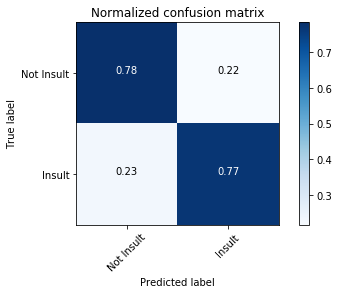 Normalized confusion matrix
True label
Not Insult
0.78
0.22
Insult
0.23
0.77
Not Insult
Insult
Predicted label
0.7
0.6
0.5
0.4
0.3